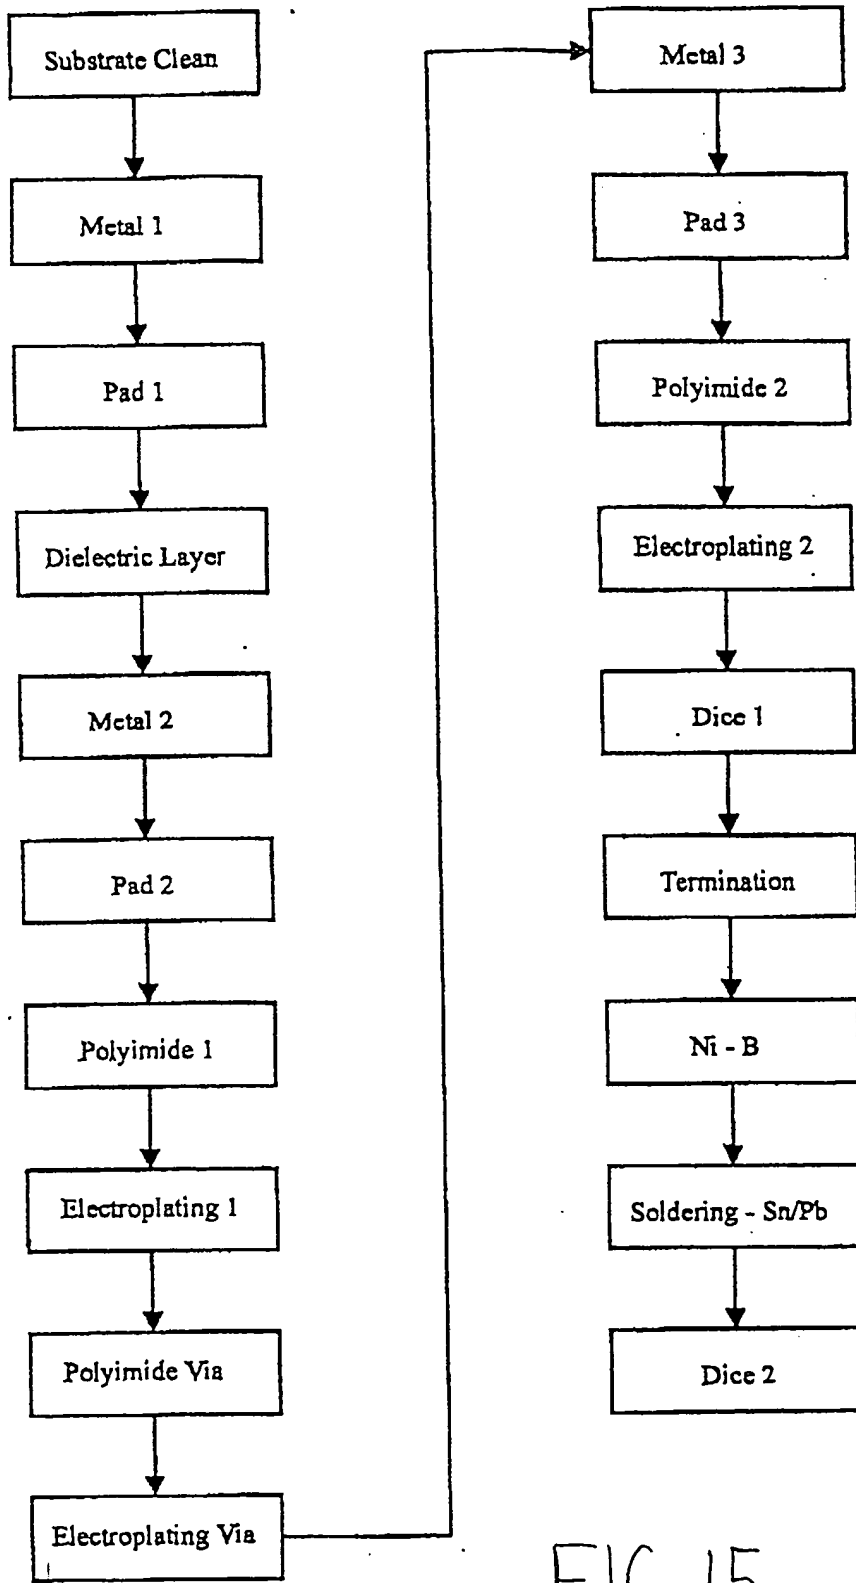 Substrate Clean
Metal 1
Pad 1
Dielectric Layer
Metal 2
Pad 2
Polyimide 1
Electroplating 1
Polyimide Via
Electroplating Via
Metal 3
Pad 3
Polyimide 2
Electroplating 2
Dice 1
Termination
Ni - B
Soldering - Sn/Pb
Dice 2
FIG. 15